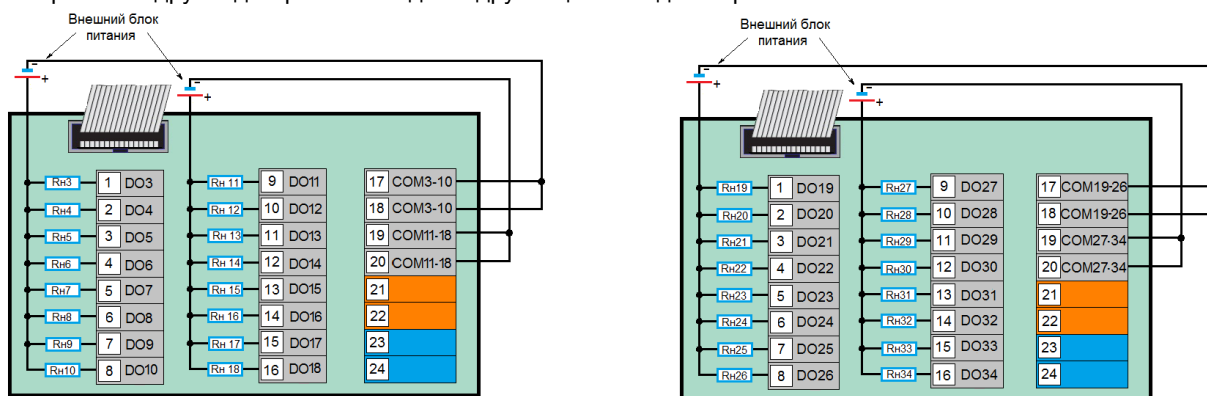 Внешний блок
питания
-
+
-
+
Rн3 1 DO3
Rн4 2 DO4
Rн5 3 DO5
Rн6 4 DO6
Rн7 5 DO7
Rн8 6 DO8
Rн9 7 DO9
Rн10 8 DO10
Rн 11 9 DO11
Rн 12 10 DO12
Rн 13 11 DO13
Rн 14 12 DO14
Rн 15 13 DO15
Rн 16 14 DO16
Rн 17 15 DO17
Rн 18 16 DO18
17 COM3-10
18 COM3-10
19 COM11-18
20 COM11-18
21
22
23
24
Внешний блок
питания
-
+
-
+
Rн19 1 DO19
Rн20 2 DO20
Rн21 3 DO21
Rн22 4 DO22
Rн23 5 DO23
Rн24 6 DO24
Rн25 7 DO25
Rн26 8 DO26
Rн27 9 DO27
Rн28 10 DO28
Rн29 11 DO29
Rн30 12 DO30
Rн31 13 DO31
Rн32 14 DO32
Rн33 15 DO33
Rн34 16 DO34
17 COM19-26
18 COM19-26
19 COM27-34
20 COM27-34
21
22
23
24